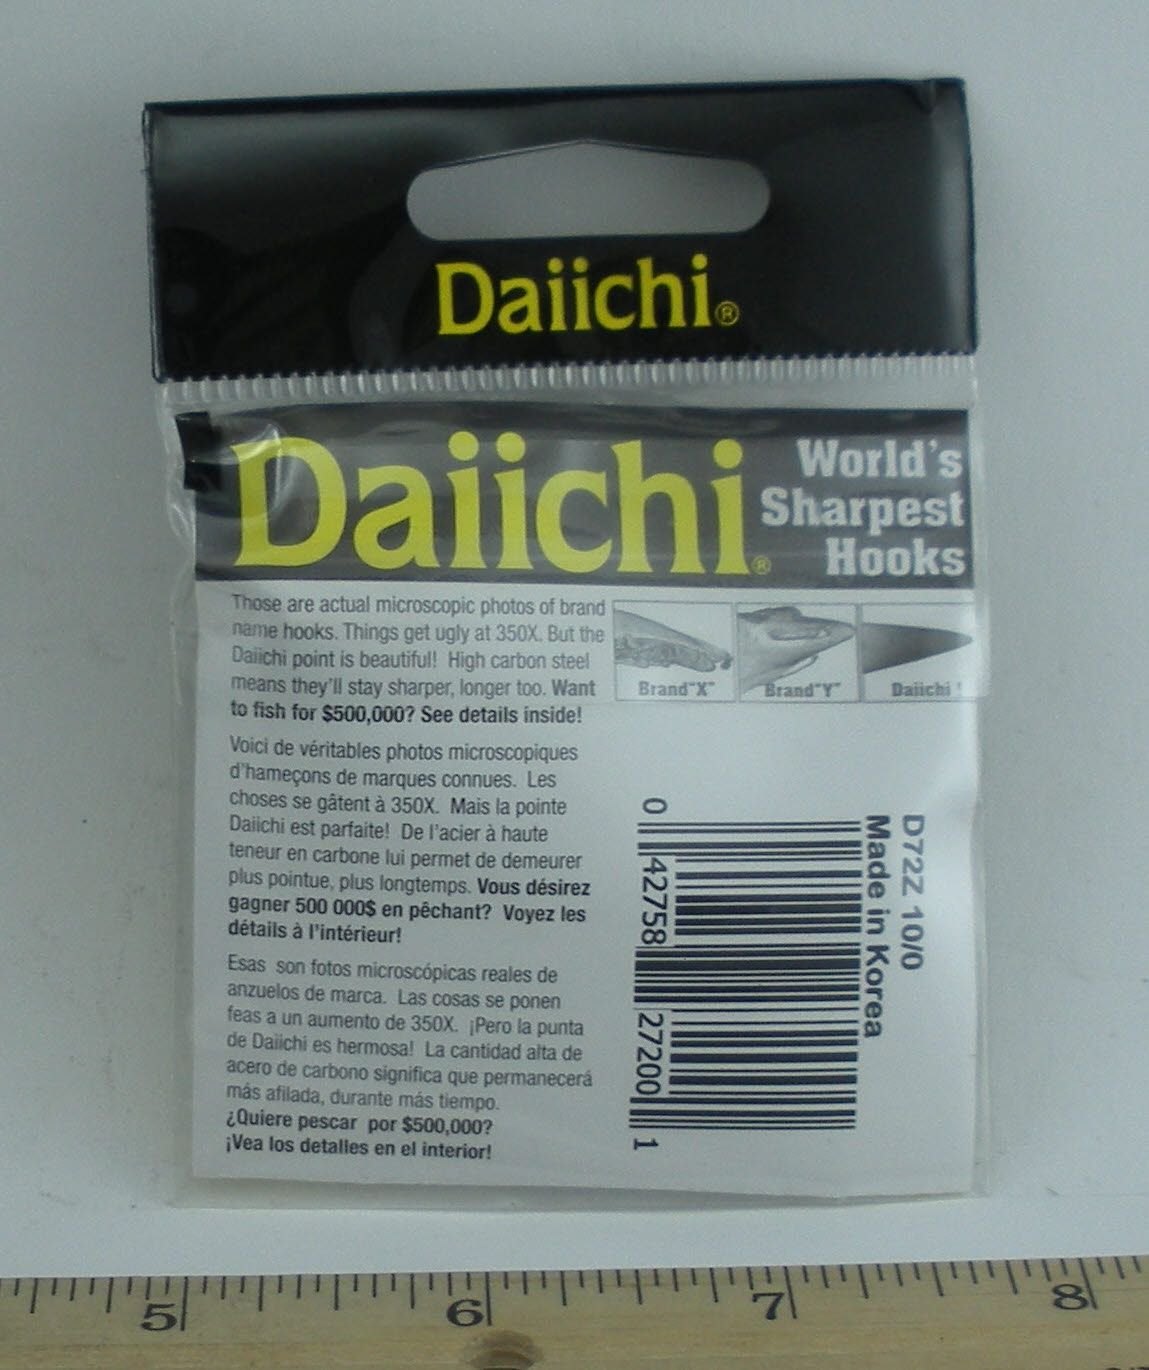 Daiichi®
Daiichi®
World's
Sharpest
Hooks
Those are actual microscopic photos of brand
name hooks. Things get ugly at 350X. But the
Daiichi point is beautiful!  High carbon steel
means they'll stay sharper, longer too. Want
to fish for $500,000? See details inside!
Brand"X"
Brand"Y"
Daiichi
Voici de véritables photos microscopiques
d'hameçons de marques connues.  Les
choses se gâtent à 350X.  Mais la pointe
Daiichi est parfaite!  De l'acier à haute
teneur en carbone lui permet de demeurer
plus pointue, plus longtemps. Vous désirez
gagner 500 000$ en pêchant?  Voyez les
détails à l'intérieur!
Esas  son fotos microscópicas reales de
anzuelos de marca.  Las cosas se ponen
feas a un aumento de 350X.  ¡Pero la punta
de Daiichi es hermosa!  La cantidad alta de
acero de carbono significa que permanecerá
más afilada, durante más tiempo.
¿Quiere pescar  por $500,000?
¡Vea los detalles en el interior!
D72Z 10/0
Made in Korea
0 42758 27200 1
5 6 7 8